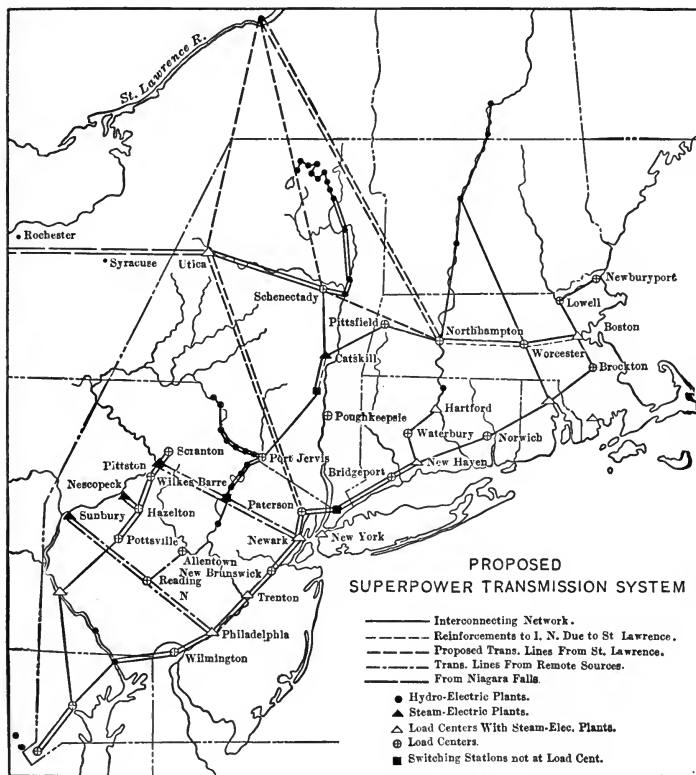 St. Lawrence R.
Rochester
Syracuse
Utica
Schenectady
Pittsfield
Northhampton
Newburyport
Lowell
Boston
Worcester
Catskill
Brockton
Poughkeepsie
Hartford
Waterbury
Norwich
Scranton
Port Jervis
Bridgeport
New Haven
Pittston
Wilkes Barre
Nescopeck
Paterson
Sunbury
Hazelton
Newark
New York
Pottsville
Allentown
New Brunswick
Reading
N
Trenton
Philadelphia
Wilmington
PROPOSED
SUPERPOWER TRANSMISSION SYSTEM
Interconnecting Network.
Reinforcements to I. N. Due to St Lawrence.
Proposed Trans. Lines From St. Lawrence.
Trans. Lines From Remote Sources.
From Niagara Falls.
Hydro-Electric Plants.
Steam-Electric Plants.
Load Centers With Steam-Elec. Plants.
Load Centers.
Switching Stations not at Load Cent.